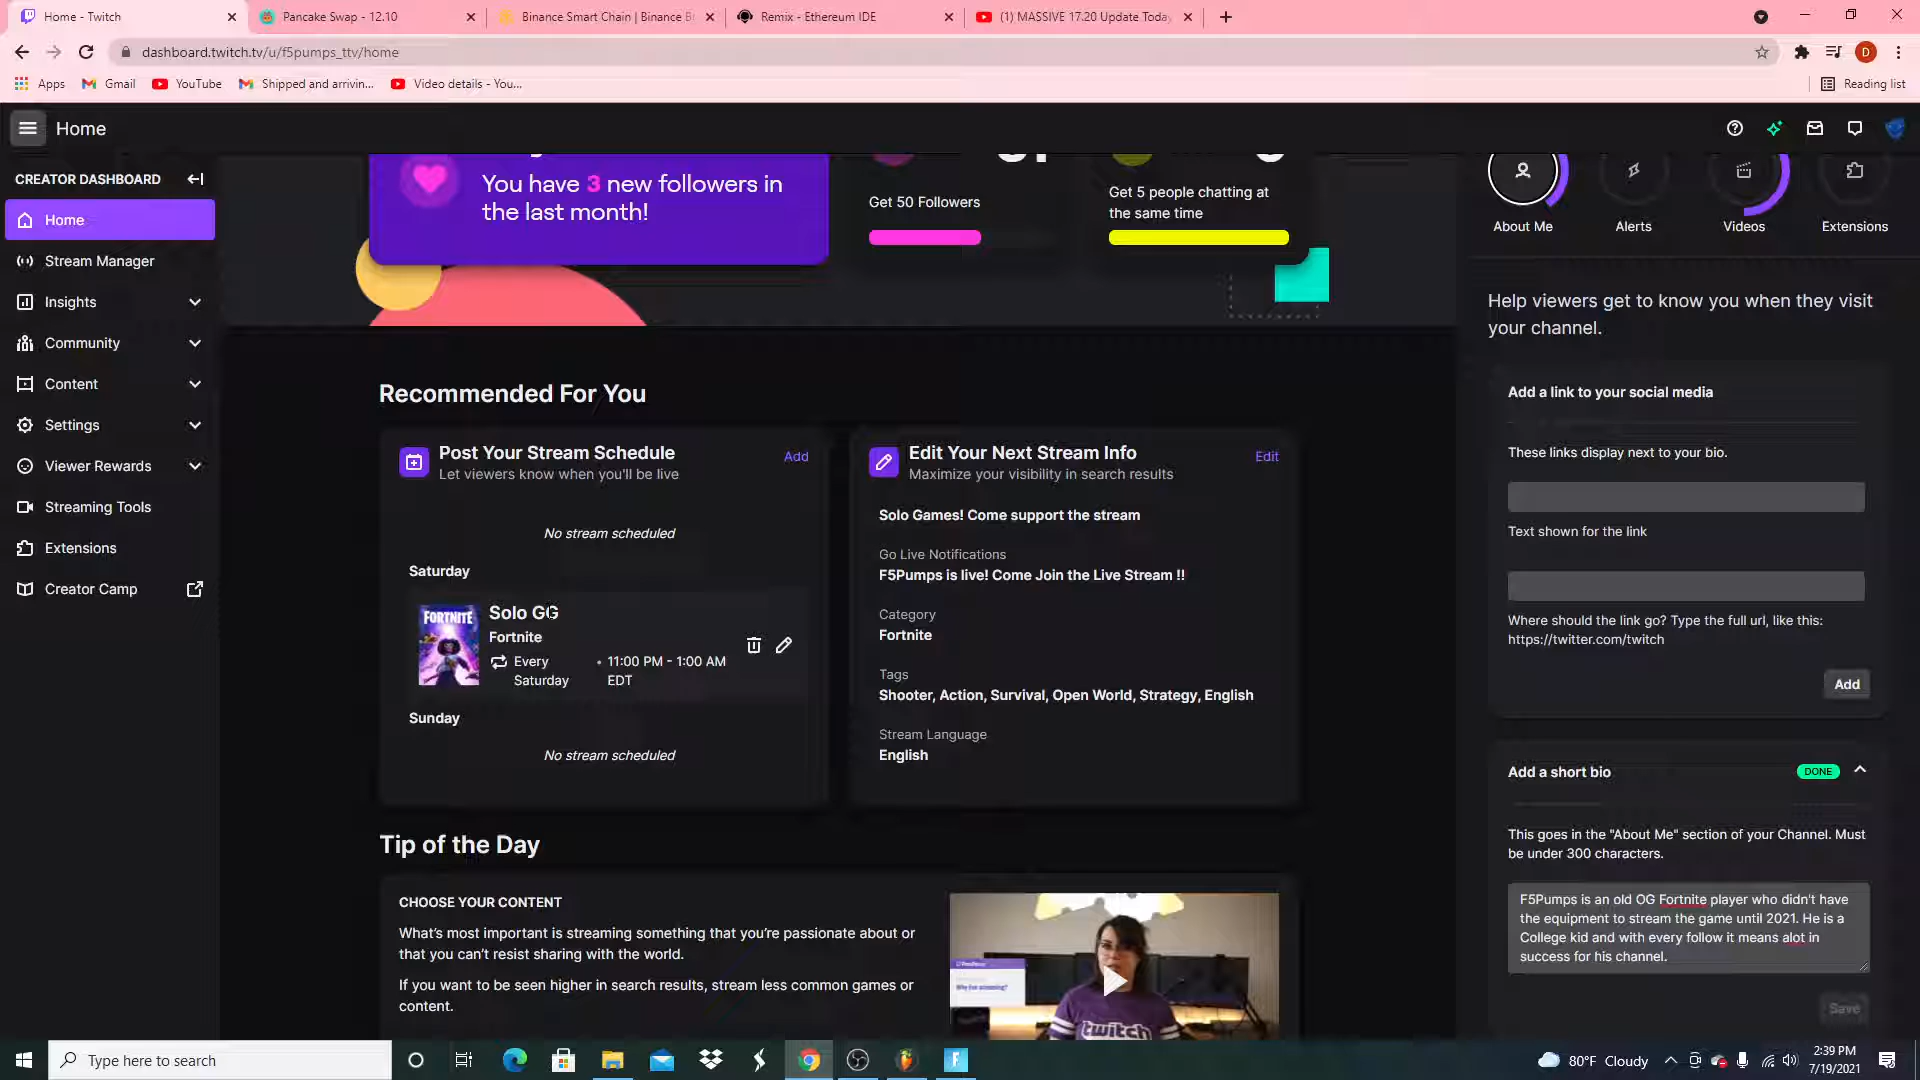 Home - Twitch
Pancake Swap - 12.10
Binance Smart Chain | Binance B
Remix - Ethereum IDE
(1) MASSIVE 17.20 Update Today
dashboard.twitch.tv/u/f5pumps_ttv/home
D
Apps
Gmail
YouTube
Shipped and arrivin...
Video details - You...
Reading list
Home
CREATOR DASHBOARD
Home
Stream Manager
Insights
Community
Content
Settings
Viewer Rewards
Streaming Tools
Extensions
Creator Camp
You have 3 new followers in
the last month!
Get 50 Followers
Get 5 people chatting at
the same time
Recommended For You
Post Your Stream Schedule
Add
Let viewers know when you'll be live
No stream scheduled
Saturday
FORTNITE
Solo GG
Fortnite
Every
Saturday
• 11:00 PM - 1:00 AM
EDT
Sunday
No stream scheduled
Edit Your Next Stream Info
Edit
Maximize your visibility in search results
Solo Games! Come support the stream
Go Live Notifications
F5Pumps is live! Come Join the Live Stream !!
Category
Fortnite
Tags
Shooter, Action, Survival, Open World, Strategy, English
Stream Language
English
Tip of the Day
CHOOSE YOUR CONTENT
What's most important is streaming something that you're passionate about or
that you can't resist sharing with the world.
If you want to be seen higher in search results, stream less common games or
content.
twitch
About Me
Alerts
Videos
Extensions
Help viewers get to know you when they visit
your channel.
Add a link to your social media
These links display next to your bio.
Text shown for the link
Where should the link go? Type the full url, like this:
https://twitter.com/twitch
Add
Add a short bio
DONE
This goes in the "About Me" section of your Channel. Must
be under 300 characters.
F5Pumps is an old OG Fortnite player who didn't have
the equipment to stream the game until 2021. He is a
College kid and with every follow it means alot in
success for his channel.
Save
Type here to search
80°F Cloudy
2:39 PM
7/19/2021